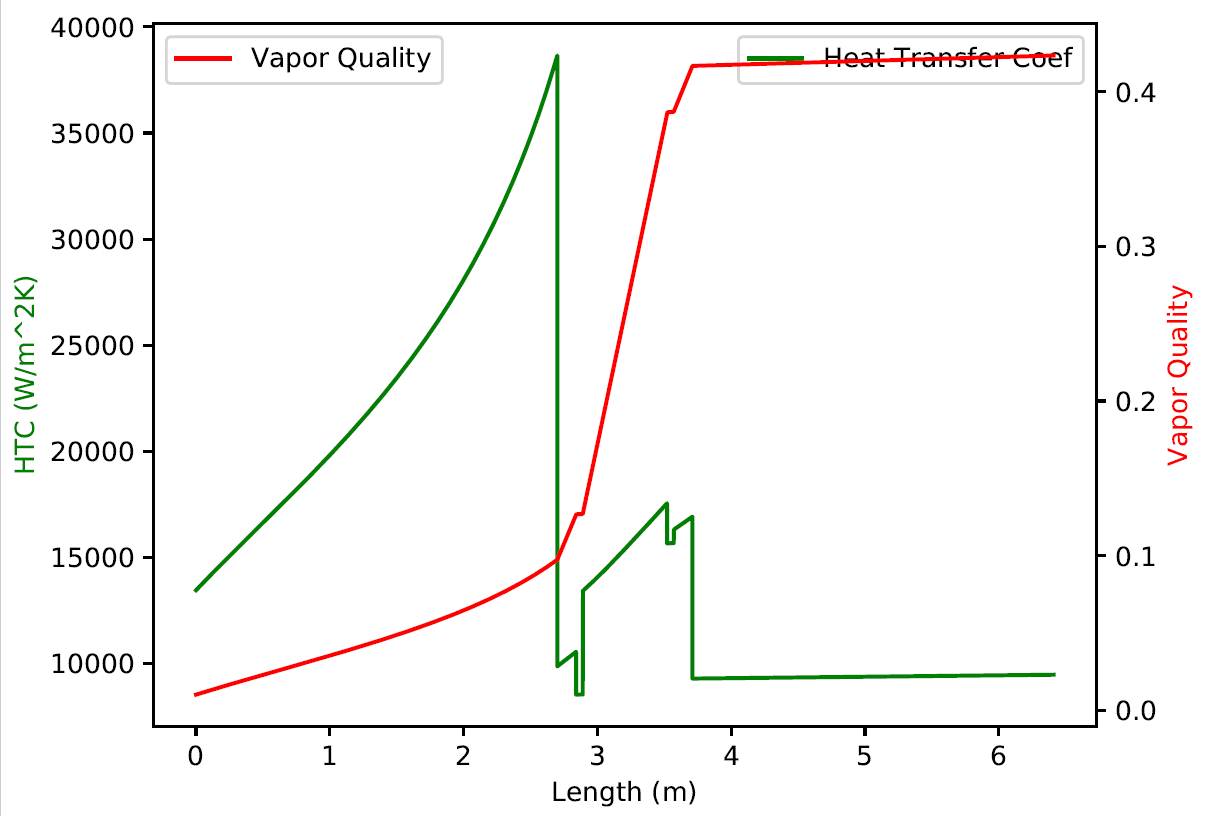 Vapor Quality
Heat Transfer Coef
HTC (W/m^2K)
40000
35000
30000
25000
20000
15000
10000
0.4
0.3
0.2
0.1
0.0
Vapor Quality
0 1 2 3 4 5 6
Length (m)